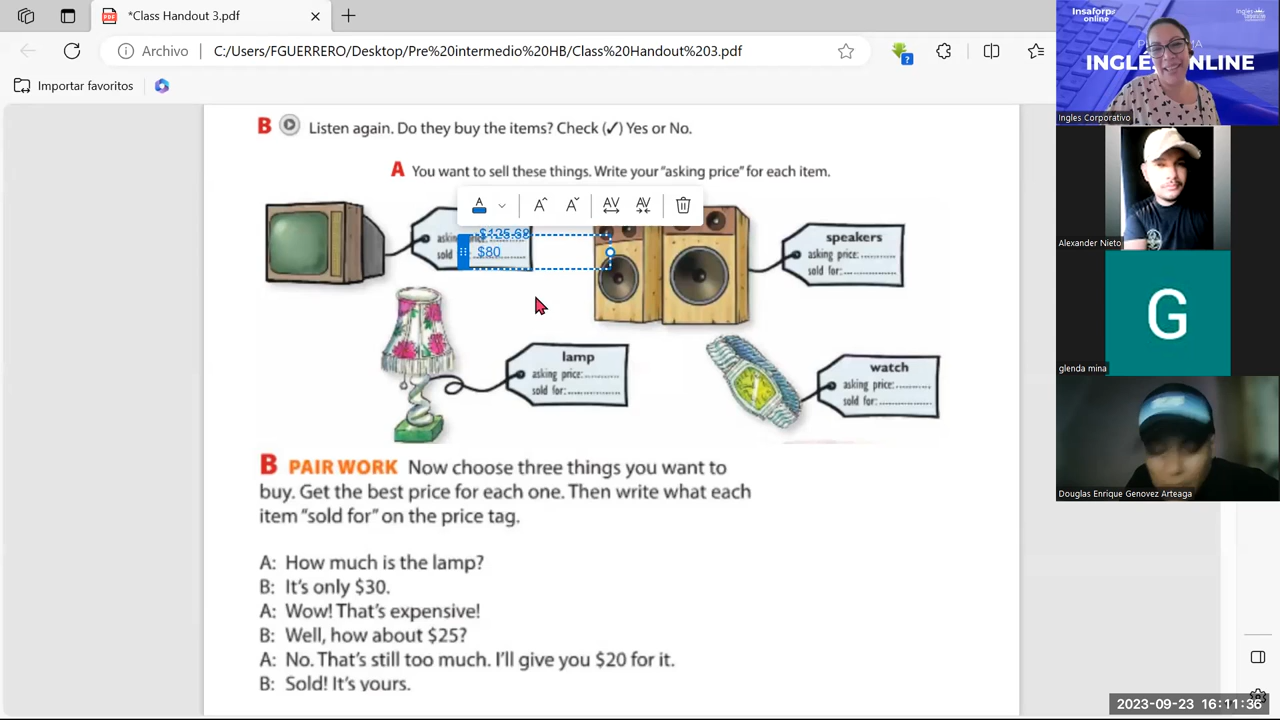 *Class Handout 3.pdf
Archivo
C:/Users/FGUERRERO/Desktop/Pre%20intermedio%20HB/Class%20Handout%203.pdf
Importar favoritos
Insaforp
online
INGLÉS ONLINE
Ingles Corporativo
Alexander Nieto
G
glenda mina
Douglas Enrique Genovez Arteaga
B Listen again. Do they buy the items? Check (✓) Yes or No.
A You want to sell these things. Write your "asking price" for each item.
$125.68
sold
$80
speakers
asking price:
sold for:
lamp
asking price:
sold for:
watch
asking price:
sold for:
B PAIR WORK Now choose three things you want to
buy. Get the best price for each one. Then write what each
item "sold for" on the price tag.
A: How much is the lamp?
B: It's only $30.
A: Wow! That's expensive!
B: Well, how about $25?
A: No. That's still too much. I'll give you $20 for it.
B: Sold! It's yours.
2023-09-23 16:11:36